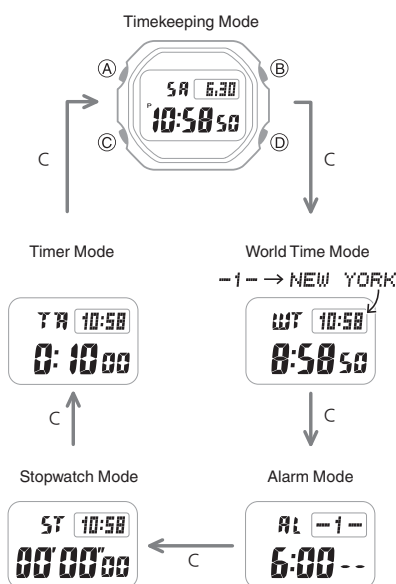 Timekeeping Mode
A
B
SA 6.30
P
10:58 50
C
D
C
C
Timer Mode
World Time Mode
-1- → NEW YORK
TR 10:58
0:10 00
WT 10:58
8:58 50
C
C
Stopwatch Mode
Alarm Mode
ST 10:58
00'00"00
C
AL -1-
6:00 --